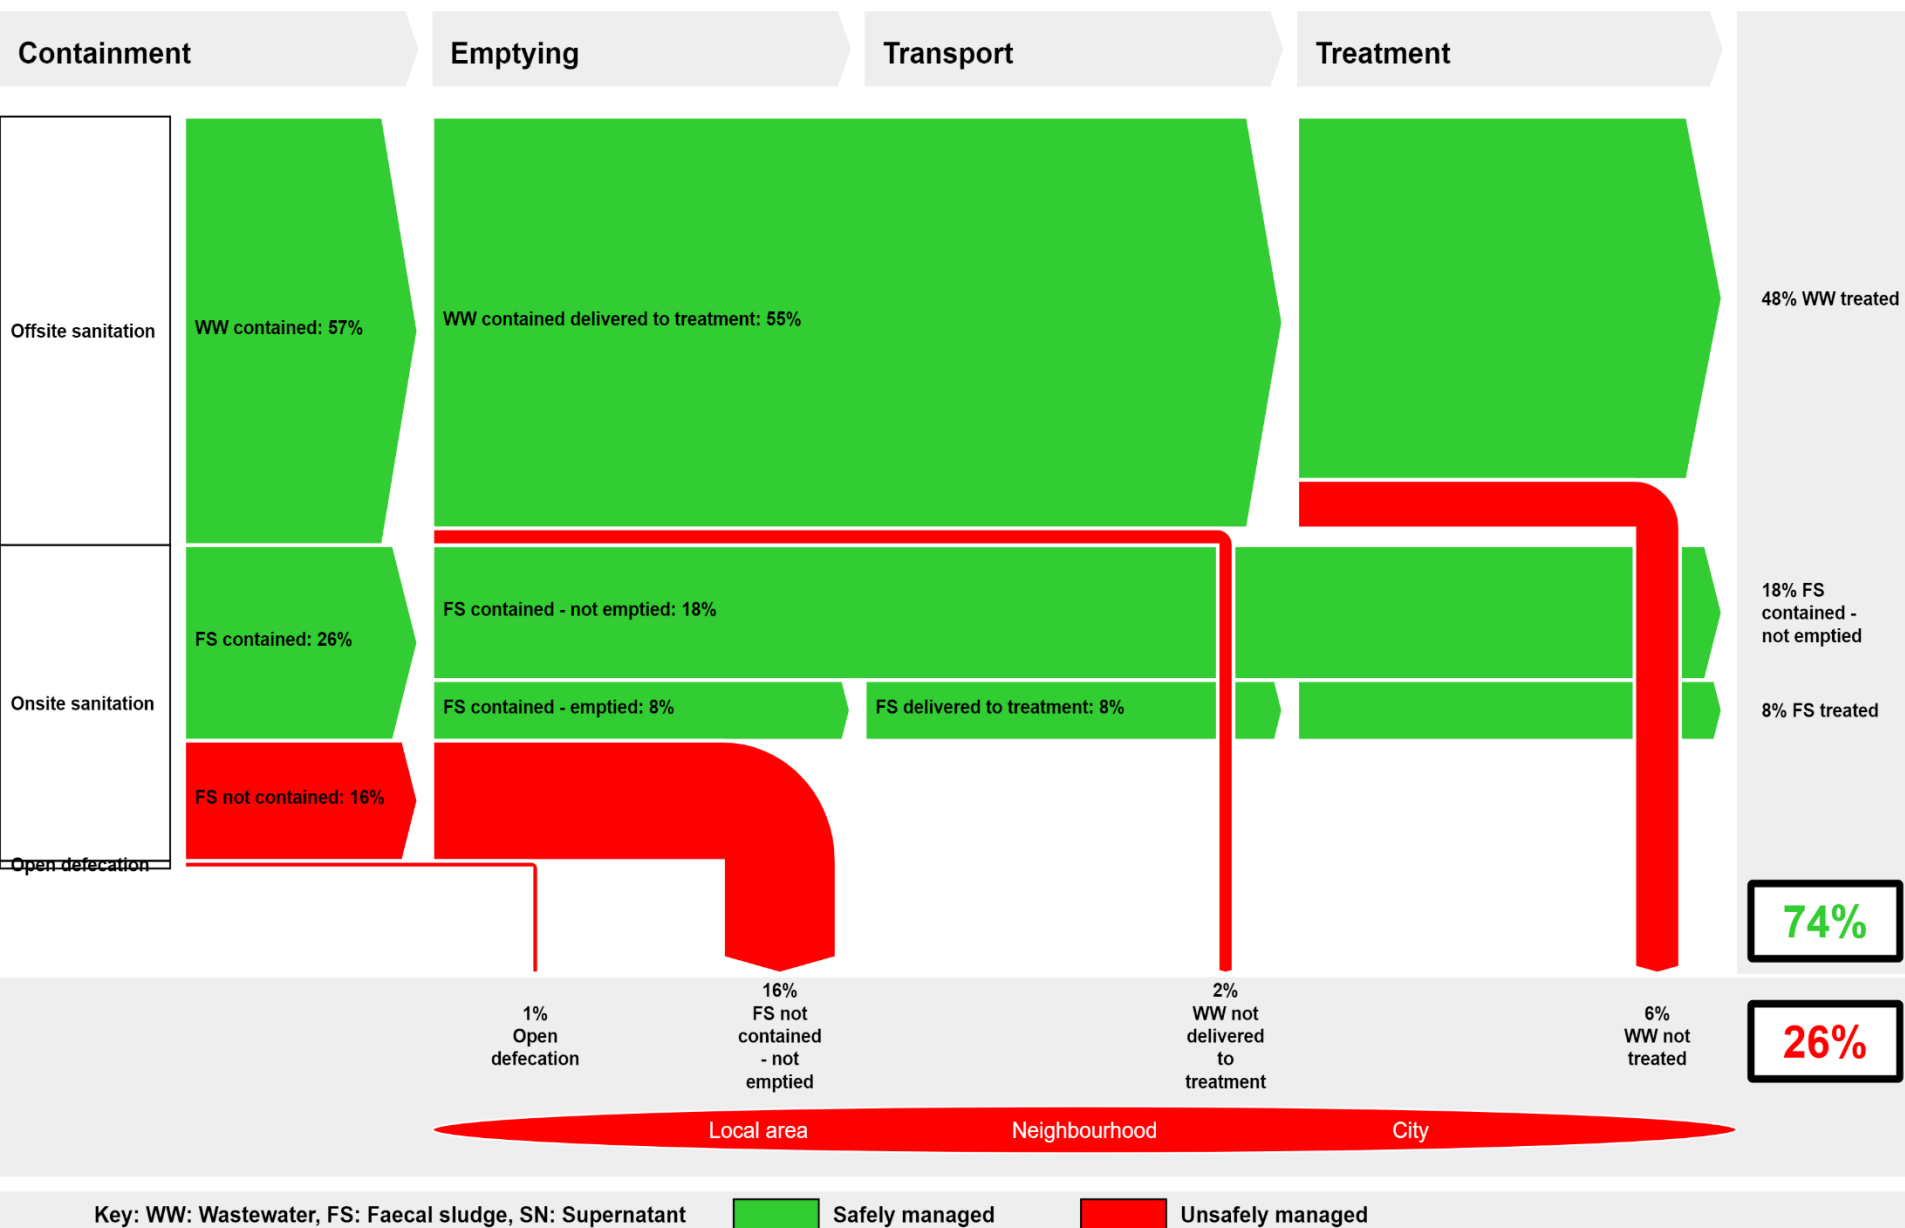 Containment
Emptying
Transport
Treatment
Offsite sanitation
WW contained: 57%
WW contained delivered to treatment: 55%
48% WW treated
Onsite sanitation
FS contained: 26%
FS contained - not emptied: 18%
18% FS
contained -
not emptied
FS contained - emptied: 8%
FS delivered to treatment: 8%
8% FS treated
FS not contained: 16%
Open defecation
74%
1%
Open
defecation
16%
FS not
contained
- not
emptied
2%
WW not
delivered
to
treatment
6%
WW not
treated
26%
Local area
Neighbourhood
City
Key: WW: Wastewater, FS: Faecal sludge, SN: Supernatant
Safely managed
Unsafely managed